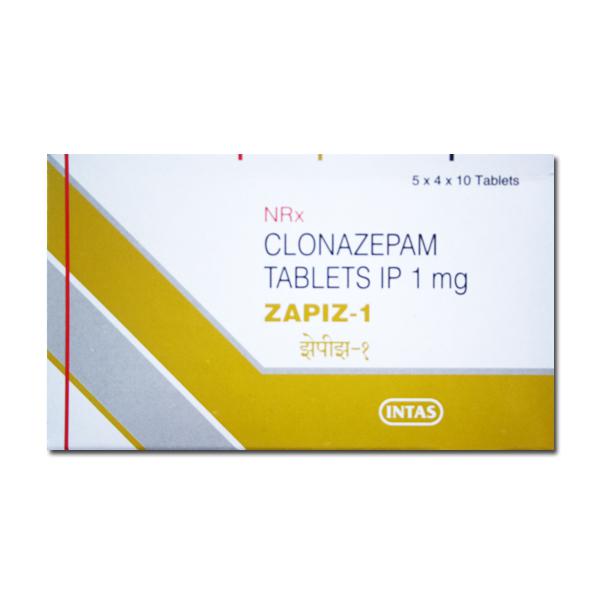 5 x 4 x 10 Tablets
NRx
CLONAZEPAM
TABLETS IP 1 mg
ZAPIZ-1
झेपीझ-१
INTAS